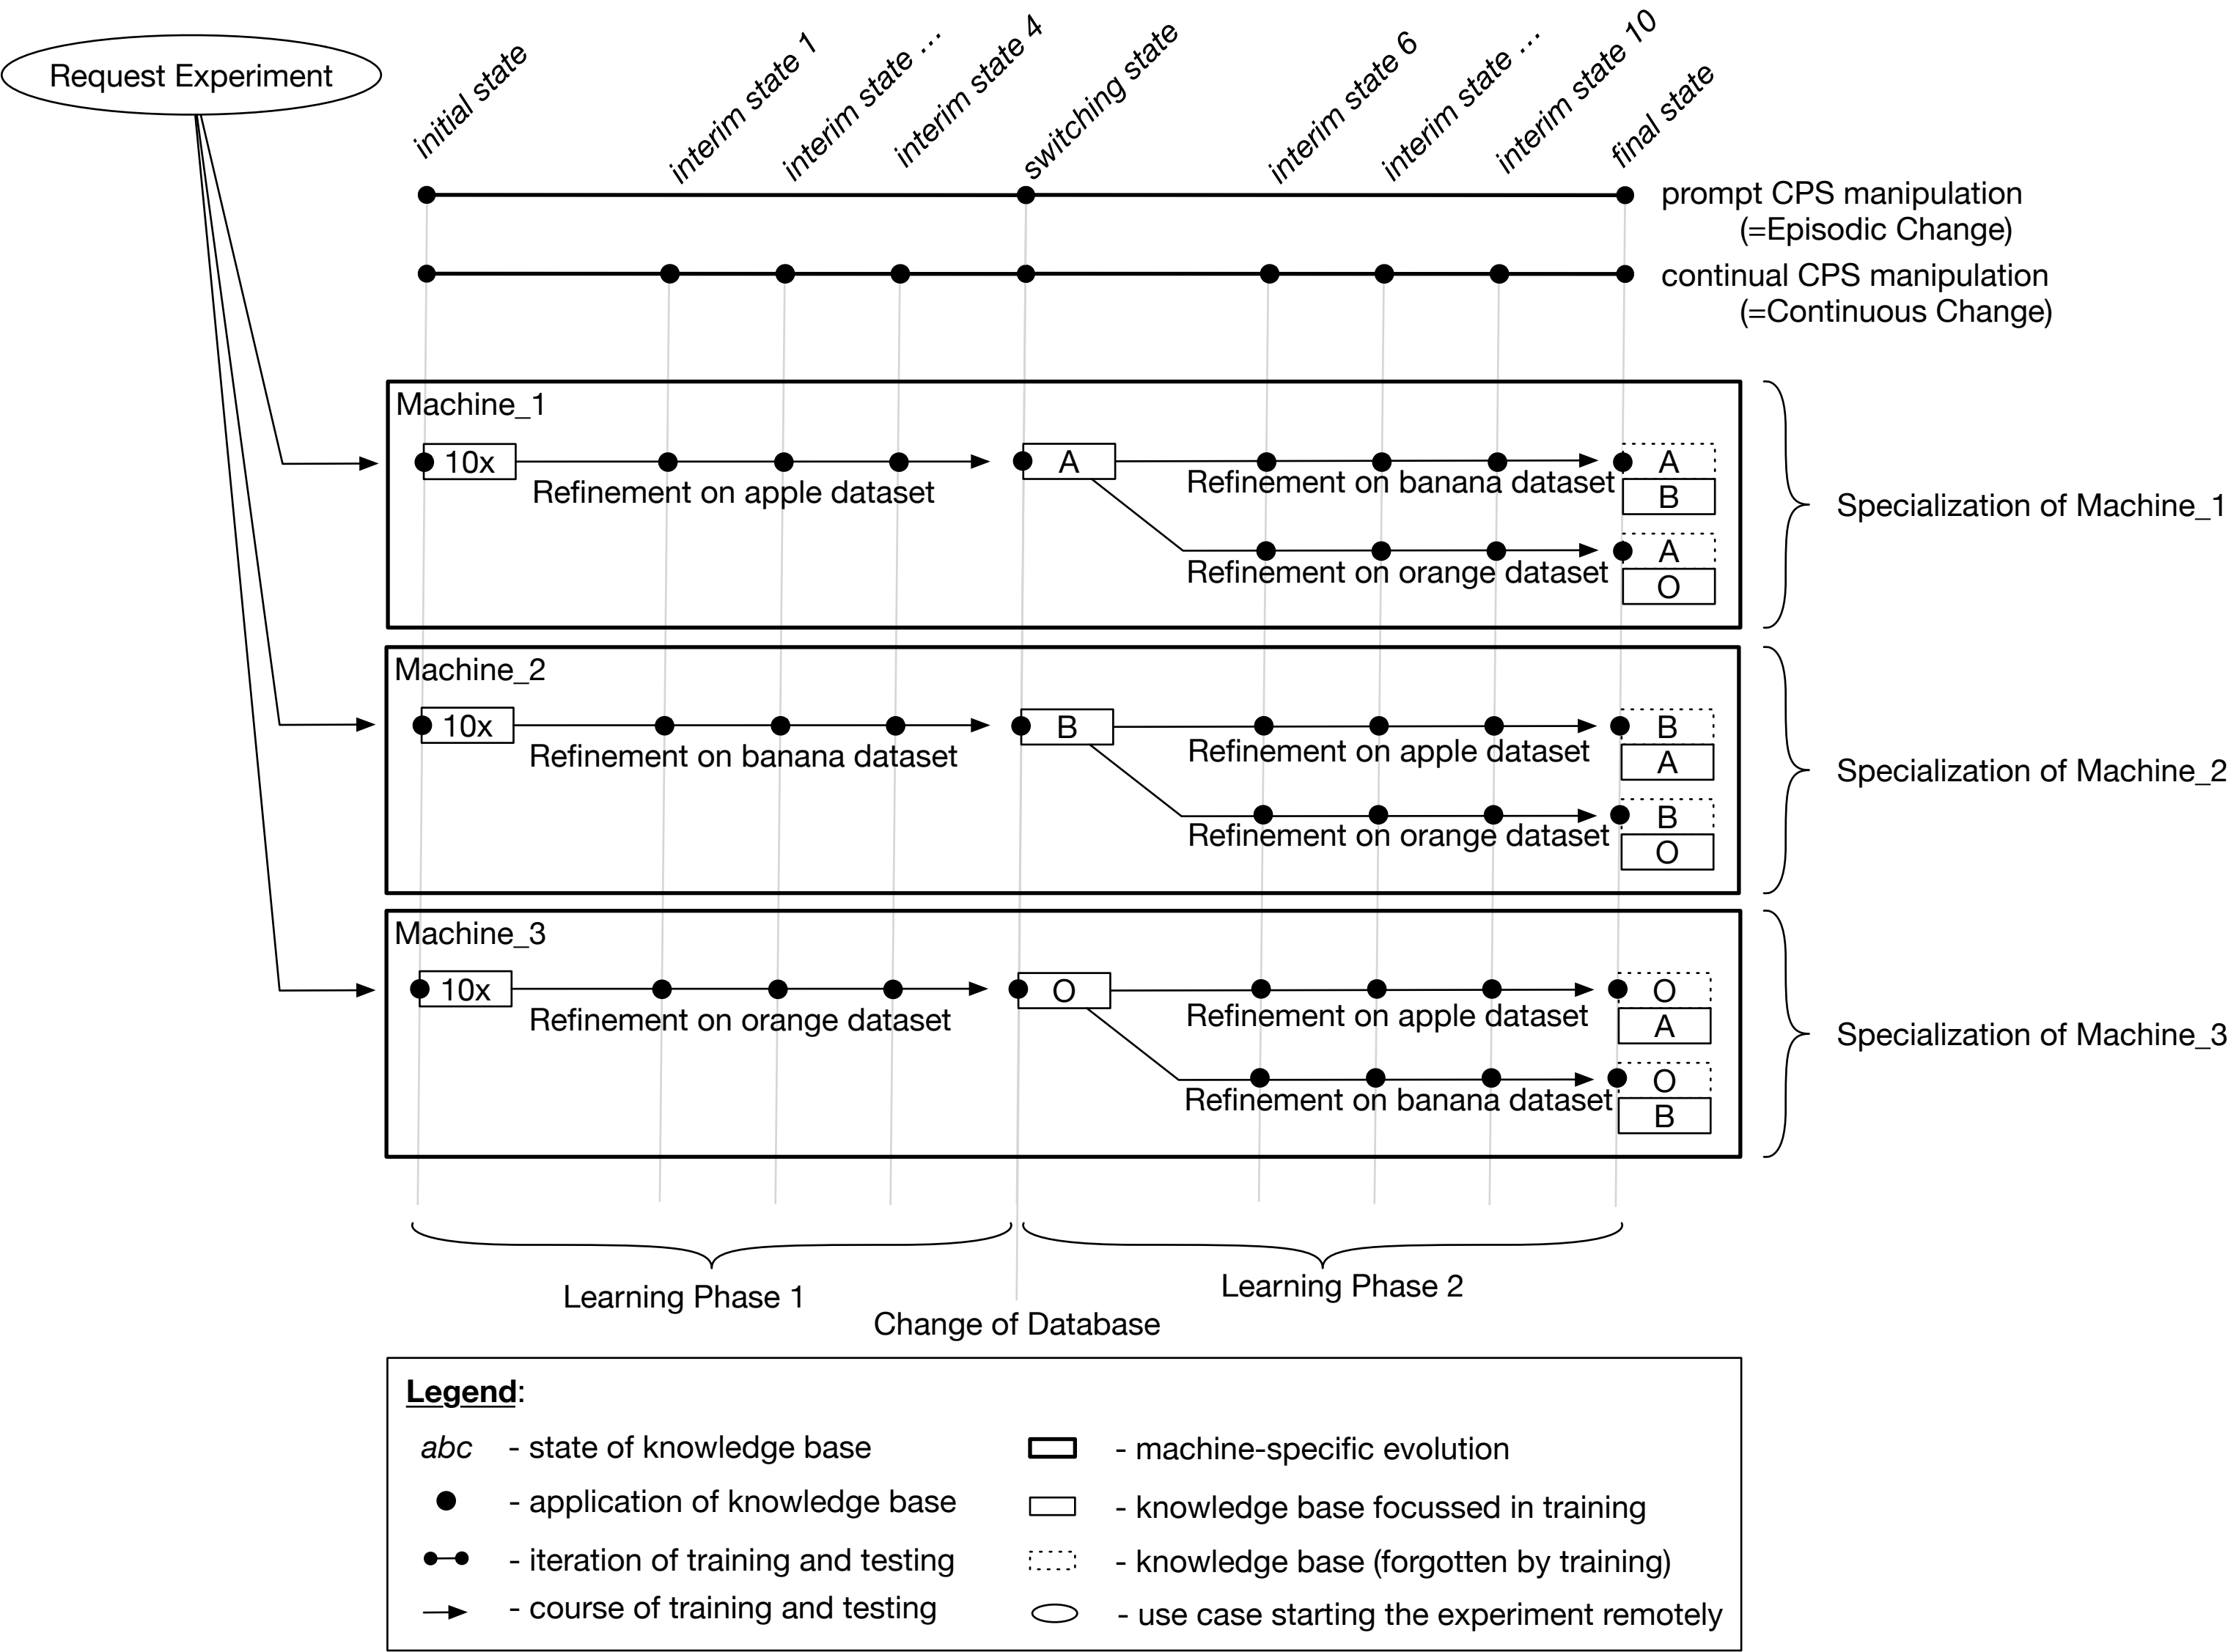 Request Experiment
initial state
interim state 1
interim state …
interim state 4
switching state
interim state 6
interim state …
interim state 10
final state
prompt CPS manipulation
(=Episodic Change)
continual CPS manipulation
(=Continuous Change)
Machine_1
10x
Refinement on apple dataset
A
Refinement on banana dataset
A
B
Refinement on orange dataset
A
O
Specialization of Machine_1
Machine_2
10x
Refinement on banana dataset
B
Refinement on apple dataset
B
A
Refinement on orange dataset
B
O
Specialization of Machine_2
Machine_3
10x
Refinement on orange dataset
O
Refinement on apple dataset
O
A
Refinement on banana dataset
O
B
Specialization of Machine_3
Learning Phase 1
Learning Phase 2
Change of Database
Legend:
abc - state of knowledge base
- application of knowledge base
- iteration of training and testing
- course of training and testing
- machine-specific evolution
- knowledge base focussed in training
- knowledge base (forgotten by training)
- use case starting the experiment remotely